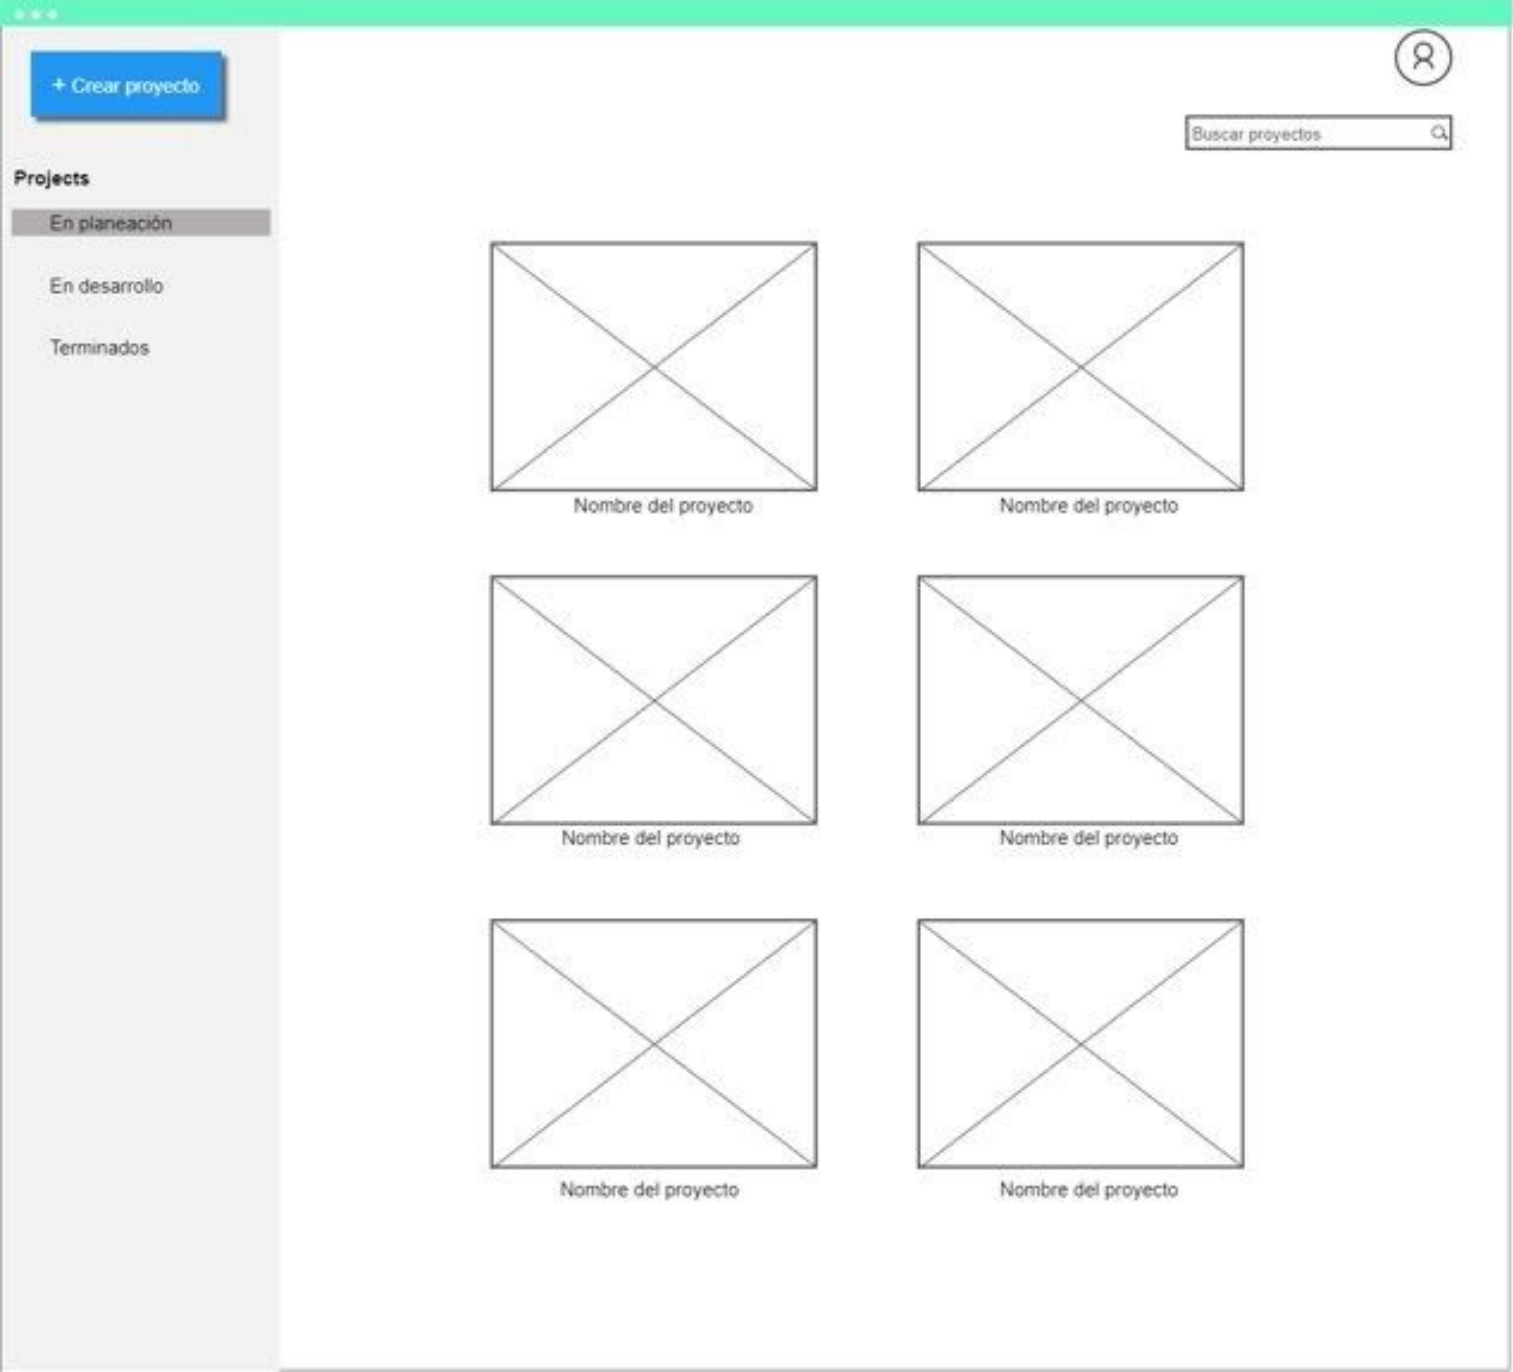 + Crear proyecto
Buscar proyectos
Projects
En planeación
En desarrollo
Terminados
Nombre del proyecto
Nombre del proyecto
Nombre del proyecto
Nombre del proyecto
Nombre del proyecto
Nombre del proyecto